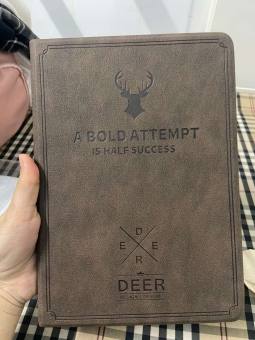 A BOLD ATTEMPT
IS HALF SUCCESS
D
E E
R
DEER